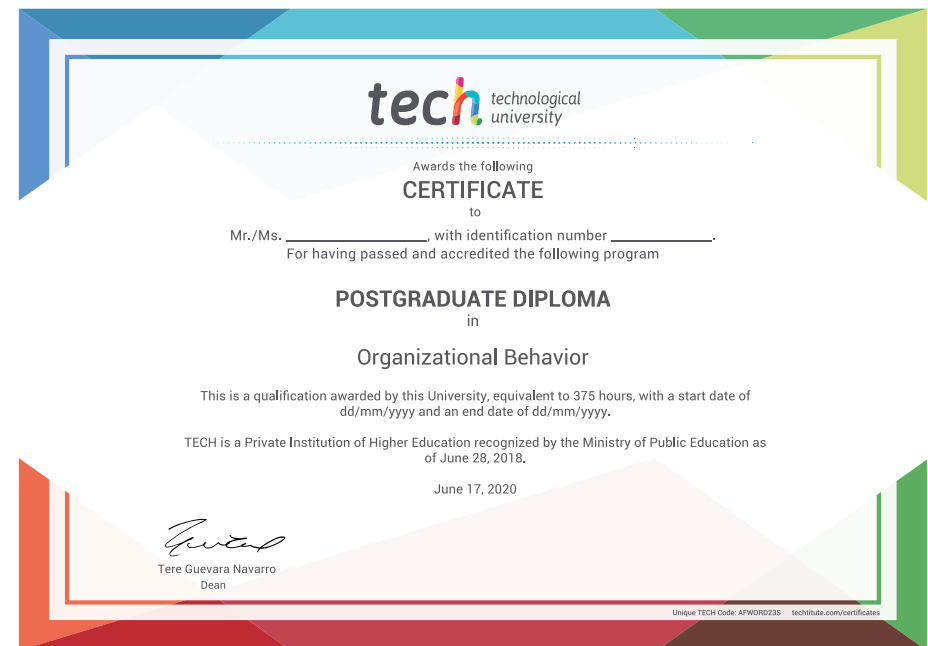 tech technological
university
Awards the following
CERTIFICATE
to
Mr./Ms. ____________________, with identification number ______________.
For having passed and accredited the following program
POSTGRADUATE DIPLOMA
in
Organizational Behavior
This is a qualification awarded by this University, equivalent to 375 hours, with a start date of
dd/mm/yyyy and an end date of dd/mm/yyyy.
TECH is a Private Institution of Higher Education recognized by the Ministry of Public Education as
of June 28, 2018.
June 17, 2020
Tere Guevara Navarro
Dean
Unique TECH Code: AFWORD23S techtitute.com/certificates